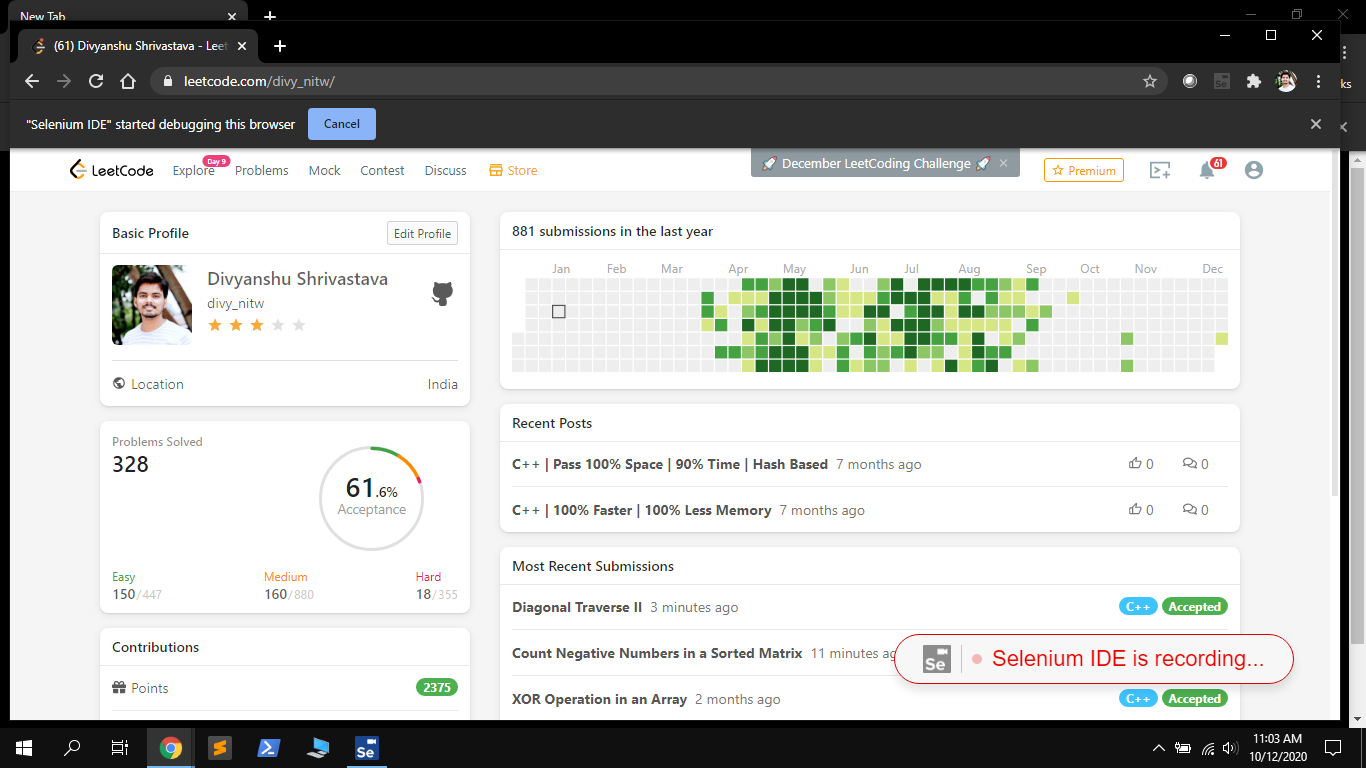 New Tab
(61) Divyanshu Shrivastava - Leet
leetcode.com/divy_nitw/
Se
ks
"Selenium IDE" started debugging this browser Cancel
LeetCode Explore Day 9 Problems Mock Contest Discuss Store December LeetCoding Challenge Premium 61
Basic Profile Edit Profile
Divyanshu Shrivastava
divy_nitw
Location India
Problems Solved
328
61.6%
Acceptance
Easy Medium Hard
150/447 160/880 18/355
Contributions
Points 2375
881 submissions in the last year
Jan Feb Mar Apr May Jun Jul Aug Sep Oct Nov Dec
Recent Posts
C++ | Pass 100% Space | 90% Time | Hash Based 7 months ago 0 0
C++ | 100% Faster | 100% Less Memory 7 months ago 0 0
Most Recent Submissions
Diagonal Traverse II 3 minutes ago C++ Accepted
Count Negative Numbers in a Sorted Matrix 11 minutes ag
Se Selenium IDE is recording...
XOR Operation in an Array 2 months ago C++ Accepted
Se
11:03 AM
10/12/2020